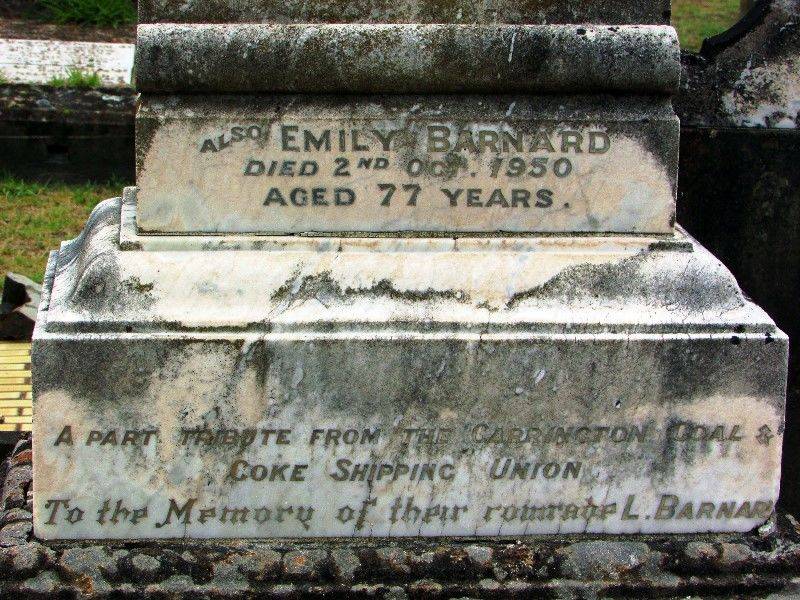 ALSO EMILY BARNARD
DIED 2ND OCT. 1950
AGED 77 YEARS.
A PART TRIBUTE FROM THE CARRINGTON COAL &
COKE SHIPPING UNION
To the Memory of their comrade L. BARNARD